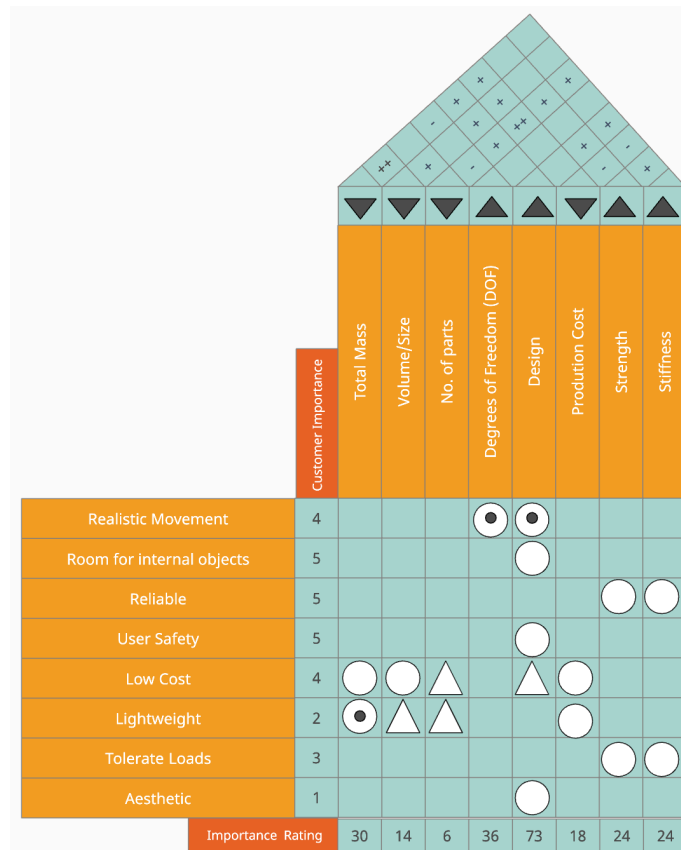 Customer Importance
Total Mass
Volume/Size
No. of parts
Degrees of Freedom (DOF)
Design
Prodution Cost
Strength
Stiffness
Realistic Movement 4
Room for internal objects 5
Reliable 5
User Safety 5
Low Cost 4
Lightweight 2
Tolerate Loads 3
Aesthetic 1
Importance Rating 30 14 6 36 73 18 24 24